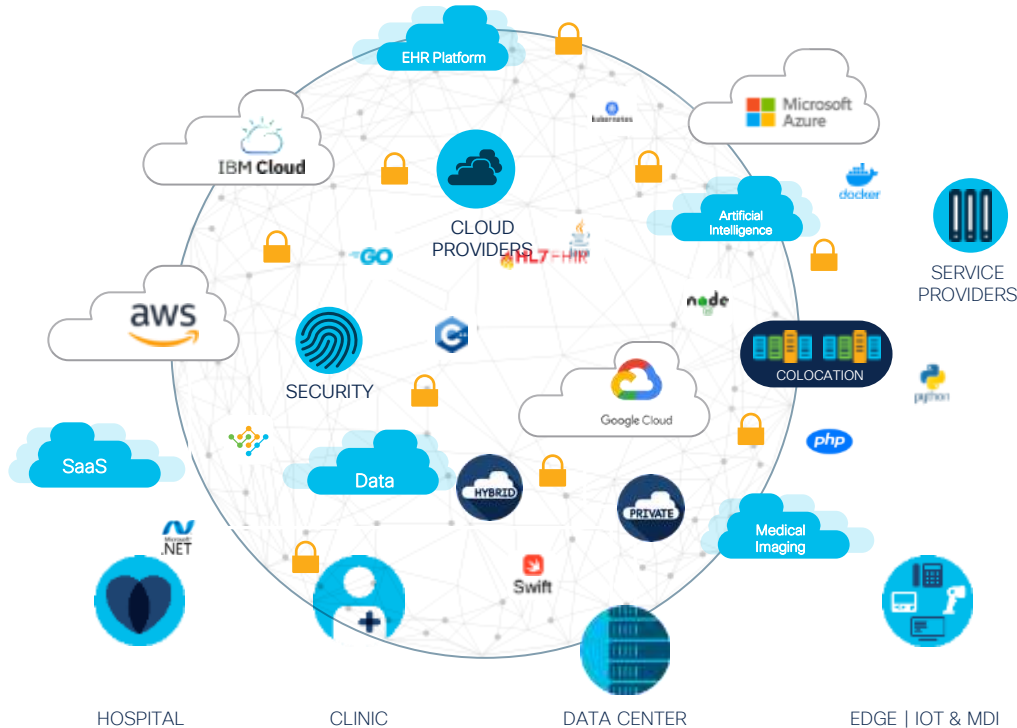 EHR Platform
Microsoft
Azure
kubernetes
IBM Cloud
docker
CLOUD
PROVIDERS
Artificial
Intelligence
GO
HL7 FHIR
Java
SERVICE
PROVIDERS
aws
node
C++
COLOCATION
SECURITY
python
Google Cloud
php
SaaS
Data
HYBRID
PRIVATE
Medical
Imaging
Microsoft
.NET
Swift
HOSPITAL
CLINIC
DATA CENTER
EDGE | IOT & MDI